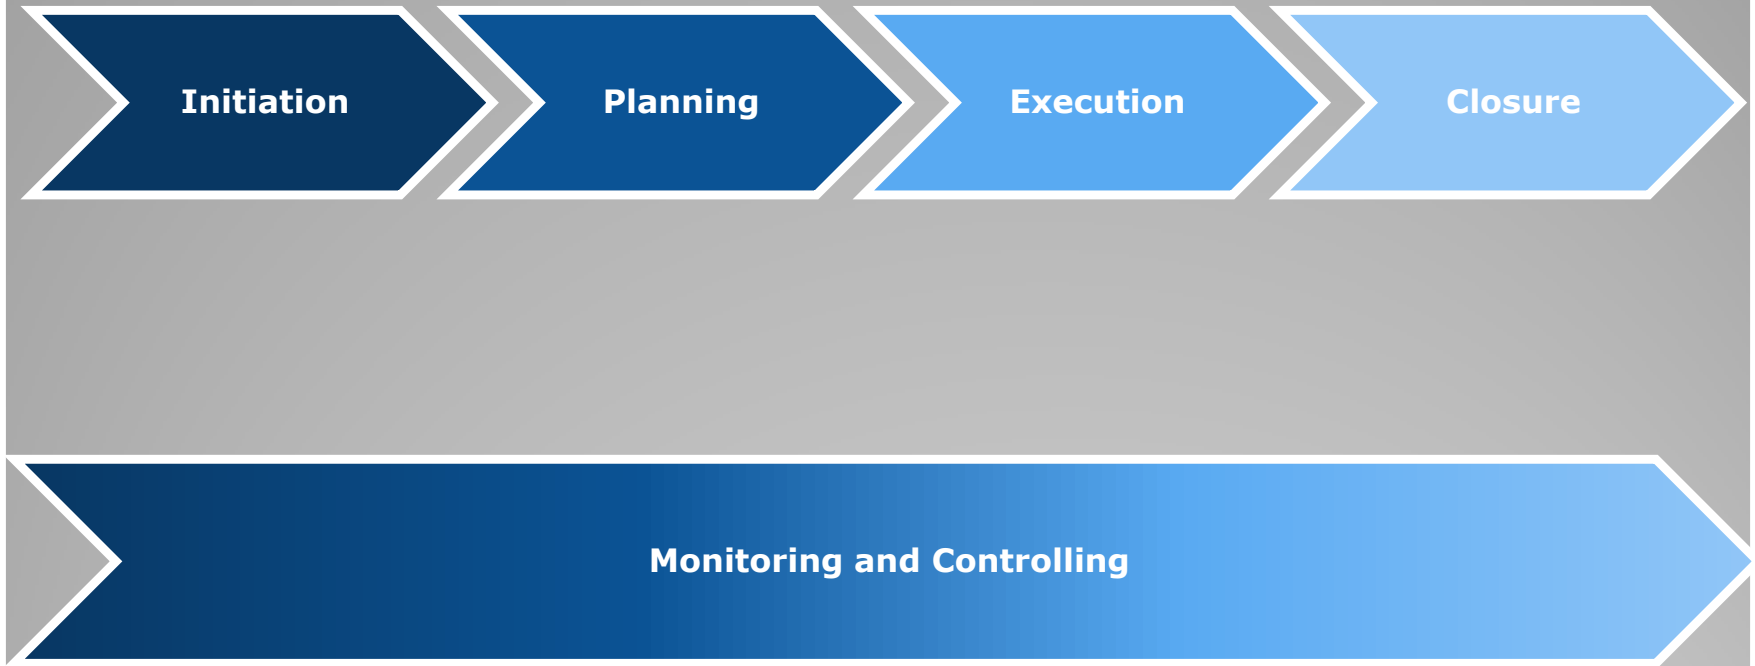 Initiation
Planning
Execution
Closure
Monitoring and Controlling